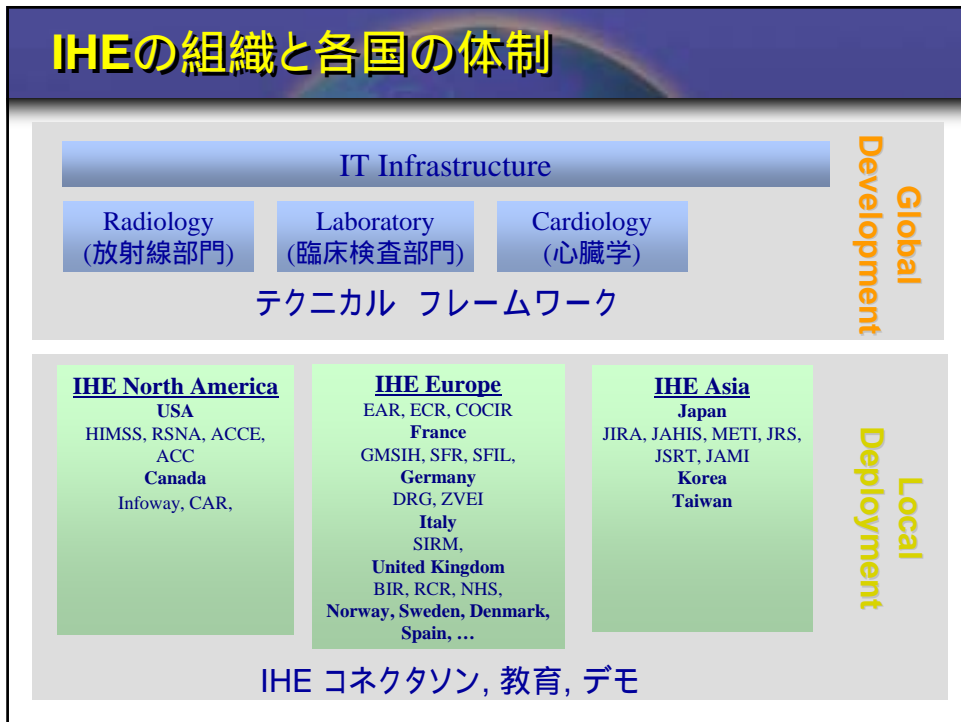 IHEの組織と各国の体制
IT Infrastructure
Radiology
(放射線部門)
Laboratory
(臨床検査部門)
Cardiology
(心臓学)
テクニカル フレームワーク
Global
Development
IHE North America
USA
HIMSS, RSNA, ACCE,
ACC
Canada
Infoway, CAR,
IHE Europe
EAR, ECR, COCIR
France
GMSIH, SFR, SFIL,
Germany
DRG, ZVEI
Italy
SIRM,
United Kingdom
BIR, RCR, NHS,
Norway, Sweden, Denmark,
Spain, …
IHE Asia
Japan
JIRA, JAHIS, METI, JRS,
JSRT, JAMI
Korea
Taiwan
Local
Deployment
IHE コネクタソン, 教育, デモ